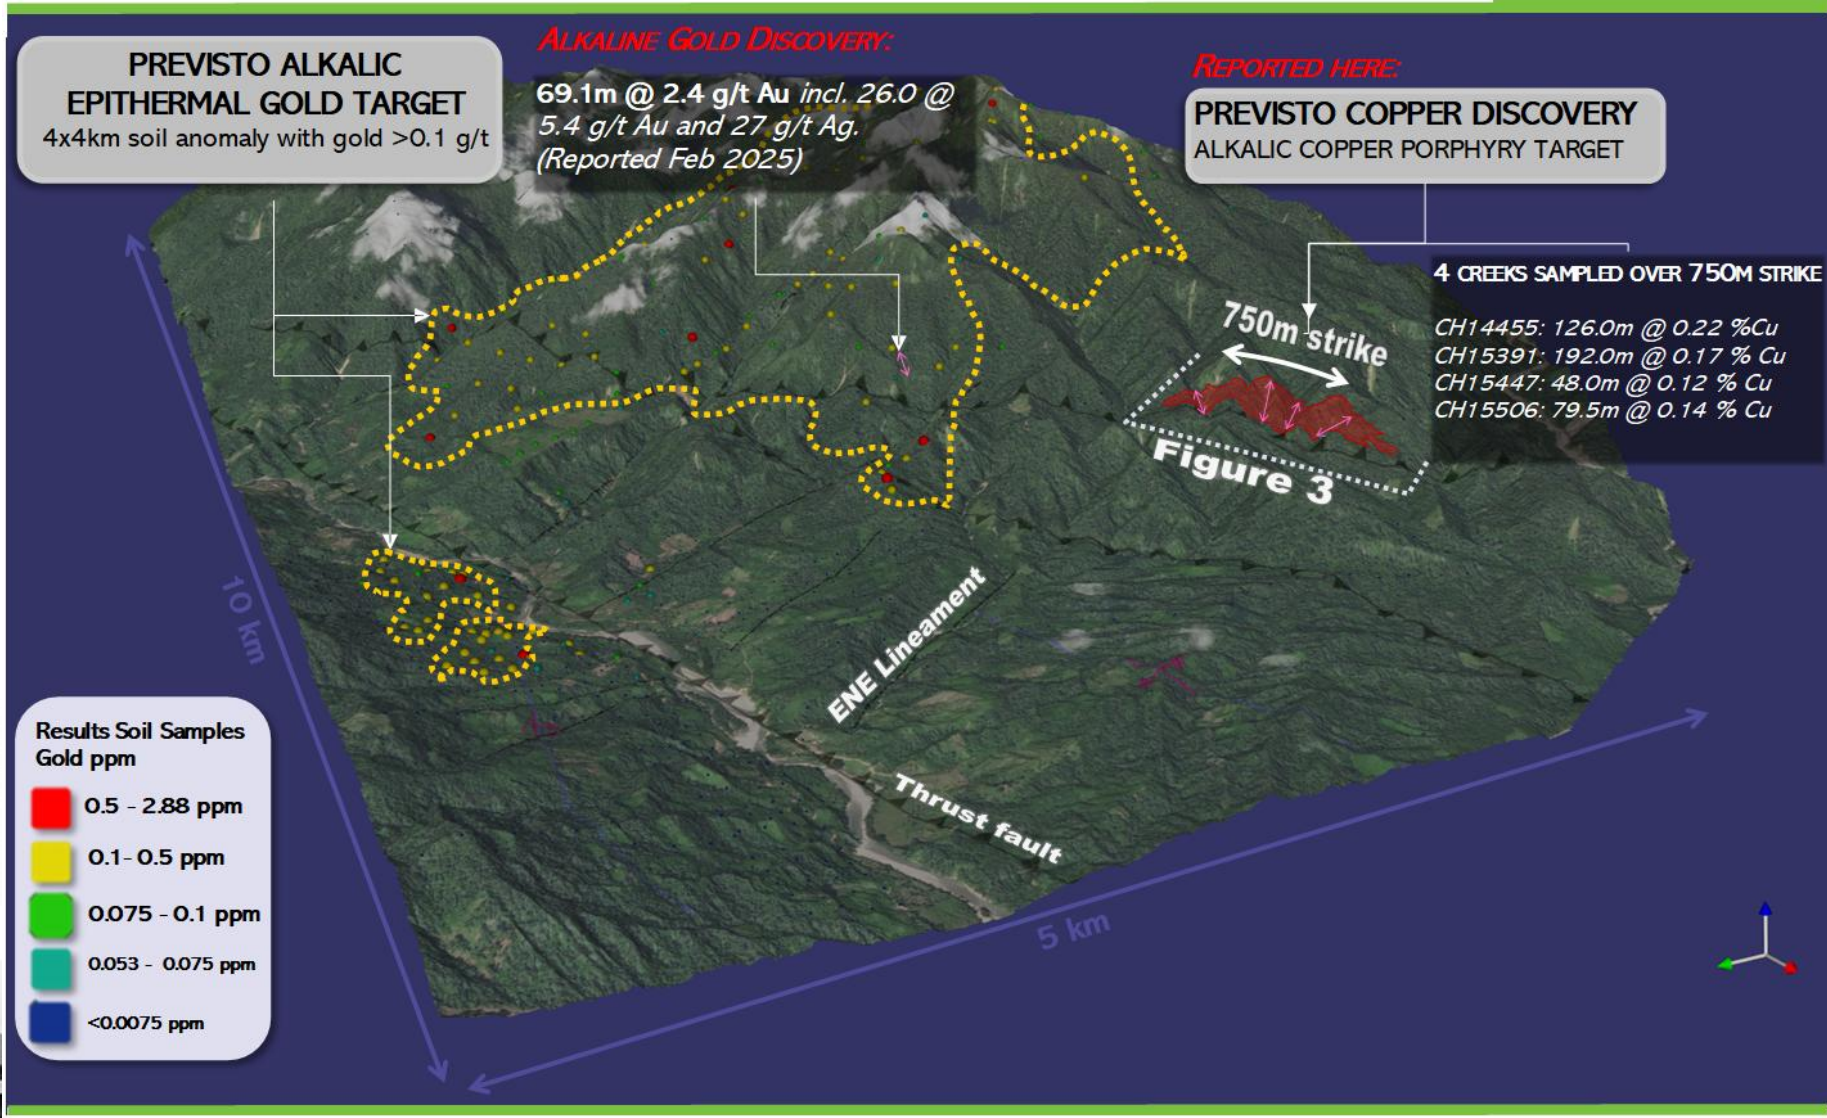 PREVISTO ALKALIC
EPITHERMAL GOLD TARGET
4x4km soil anomaly with gold >0.1 g/t
ALKALINE GOLD DISCOVERY:
69.1m @ 2.4 g/t Au incl. 26.0 @
5.4 g/t Au and 27 g/t Ag.
(Reported Feb 2025)
REPORTED HERE:
PREVISTO COPPER DISCOVERY
ALKALIC COPPER PORPHYRY TARGET
4 CREEKS SAMPLED OVER 750M STRIKE
CH14455: 126.0m @ 0.22 %Cu
CH15391: 192.0m @ 0.17 % Cu
CH15447: 48.0m @ 0.12 % Cu
CH15506: 79.5m @ 0.14 % Cu
750m strike
Figure 3
ENE Lineament
Thrust fault
10 km
5 km
Results Soil Samples
Gold ppm
0.5 - 2.88 ppm
0.1- 0.5 ppm
0.075 - 0.1 ppm
0.053 - 0.075 ppm
<0.0075 ppm